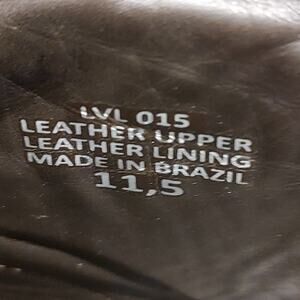 LVL 015
LEATHER UPPER
LEATHER LINING
MADE IN BRAZIL
11,5